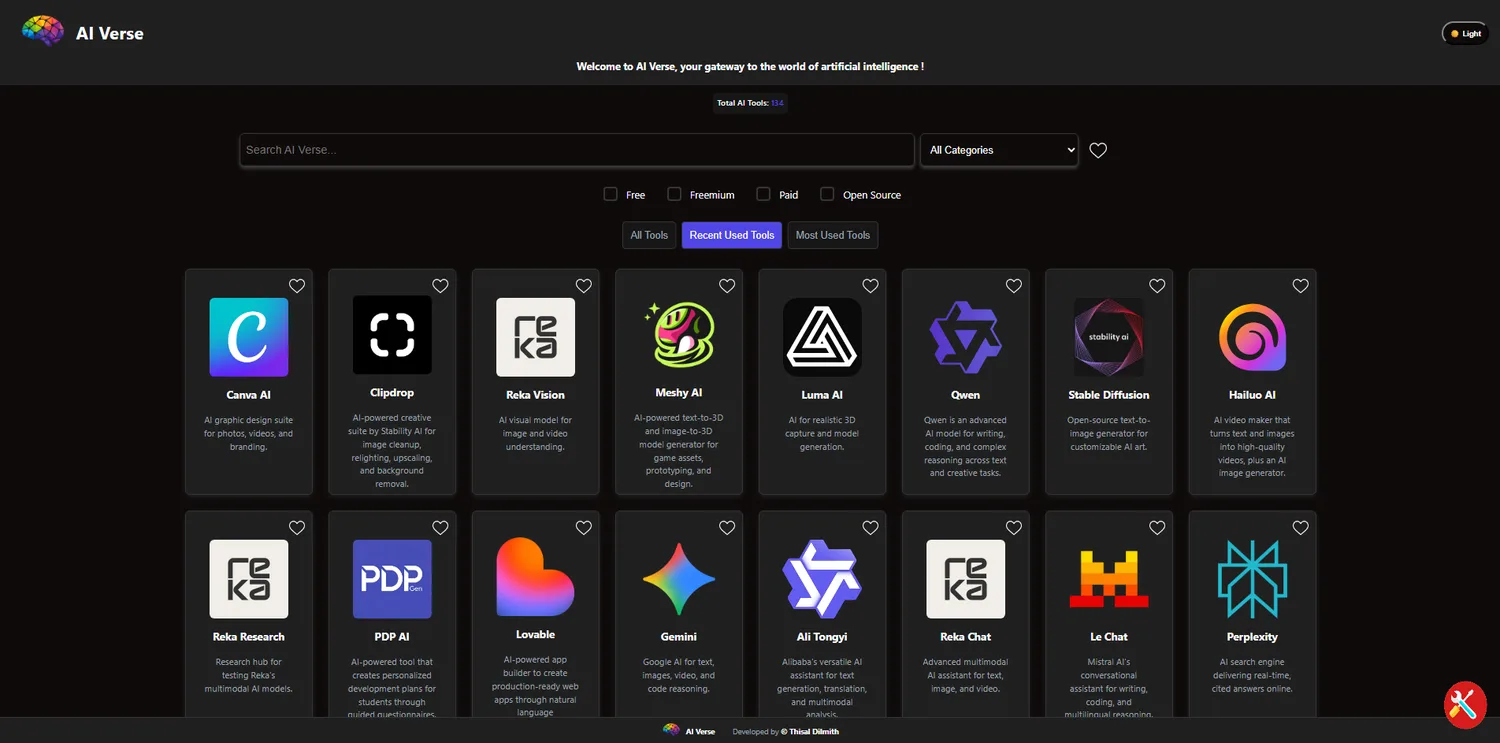 AI Verse
Light
Welcome to AI Verse, your gateway to the world of artificial intelligence !
Total AI Tools: 134
Search AI Verse...
All Categories
Free
Freemium
Paid
Open Source
All Tools
Recent Used Tools
Most Used Tools
C
Canva AI
AI graphic design suite
for photos, videos, and
branding.
Clipdrop
AI-powered creative
suite by Stability AI for
image cleanup,
relighting, upscaling,
and background
removal.
reka
Reka Vision
AI visual model for
image and video
understanding.
Meshy AI
AI-powered text-to-3D
and image-to-3D
model generator for
game assets,
prototyping, and
design.
Luma AI
AI for realistic 3D
capture and model
generation.
Qwen
Qwen is an advanced
AI model for writing,
coding, and complex
reasoning across text
and creative tasks.
stability ai
Stable Diffusion
Open-source text-to-
image generator for
customizable AI art.
Hailuo AI
AI video maker that
turns text and images
into high-quality
videos, plus an AI
image generator.
reka
Reka Research
Research hub for
testing Reka's
multimodal AI models.
PDP
Gen
PDP AI
AI-powered tool that
creates personalized
development plans for
students through
guided questionnaires.
Lovable
AI-powered app
builder to create
production-ready web
apps through natural
language
Gemini
Google AI for text,
images, video, and
code reasoning.
Ali Tongyi
Alibaba's versatile AI
assistant for text
generation, translation,
and multimodal
analysis.
reka
Reka Chat
Advanced multimodal
AI assistant for text,
image, and video.
Le Chat
Mistral AI's
conversational
assistant for writing,
coding, and
multilingual reasoning.
Perplexity
AI search engine
delivering real-time,
cited answers online.
AI Verse
Developed by © Thisal Dilmith